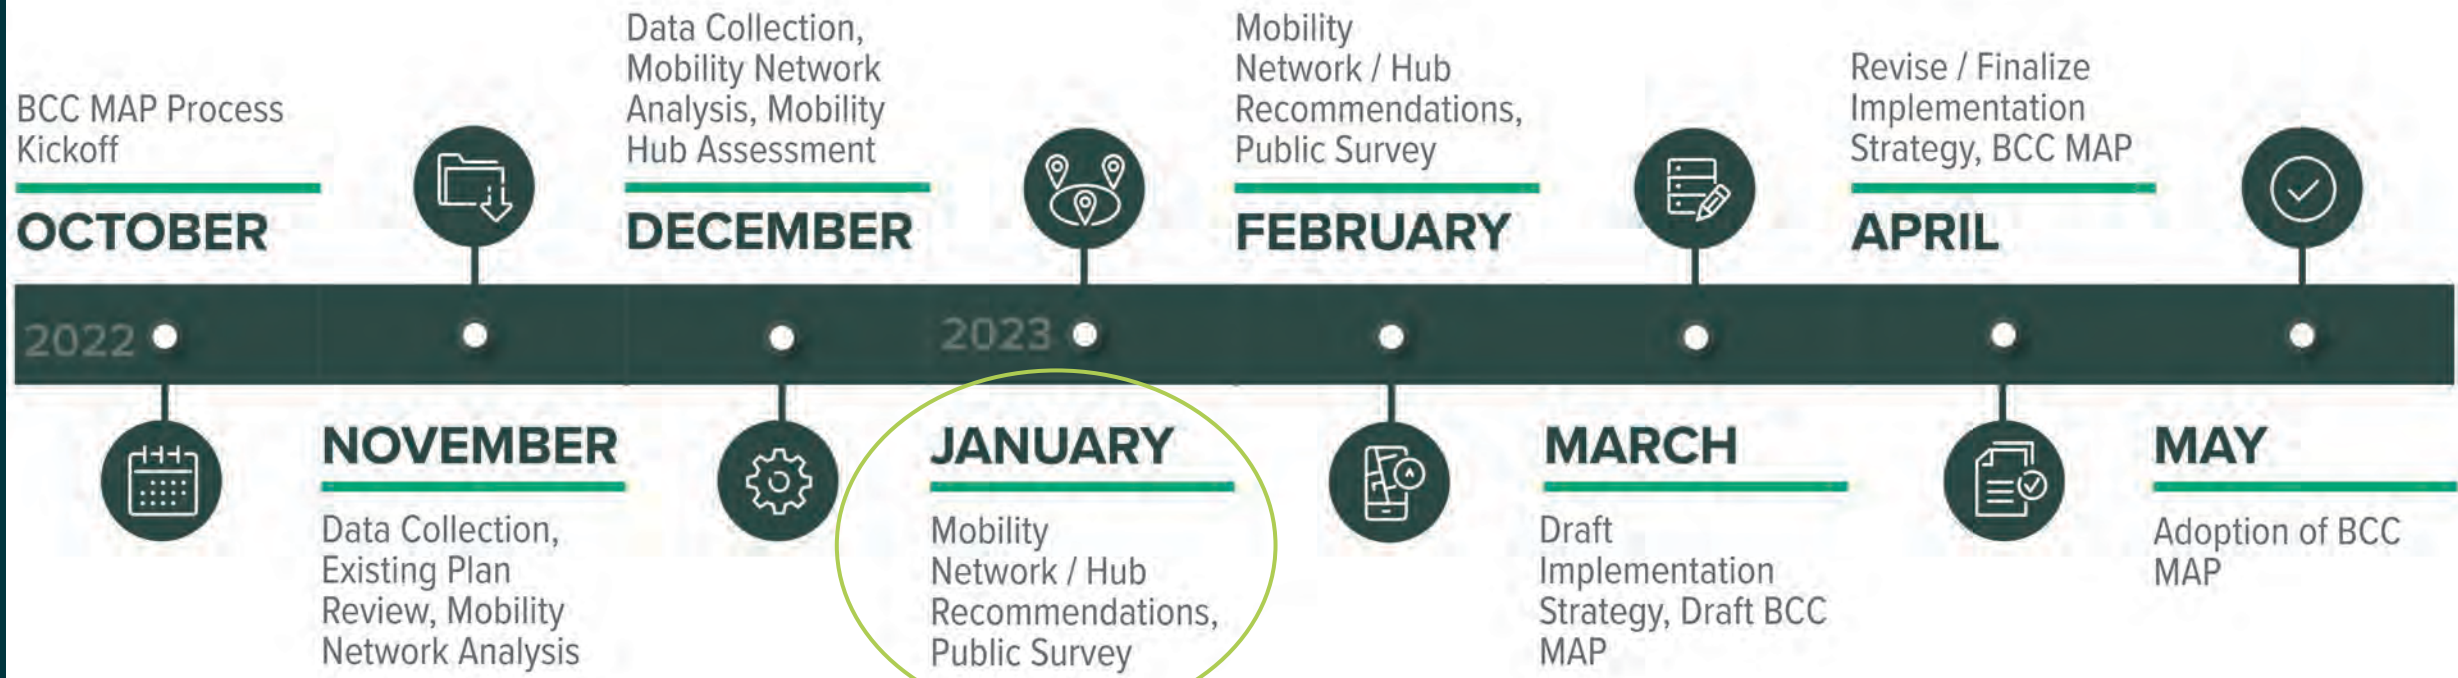 BCC MAP Process
Kickoff
OCTOBER
2022
NOVEMBER
Data Collection,
Existing Plan
Review, Mobility
Network Analysis
Data Collection,
Mobility Network
Analysis, Mobility
Hub Assessment
DECEMBER
2023
JANUARY
Mobility
Network / Hub
Recommendations,
Public Survey
Mobility
Network / Hub
Recommendations,
Public Survey
FEBRUARY
MARCH
Draft
Implementation
Strategy, Draft BCC
MAP
Revise / Finalize
Implementation
Strategy, BCC MAP
APRIL
MAY
Adoption of BCC
MAP